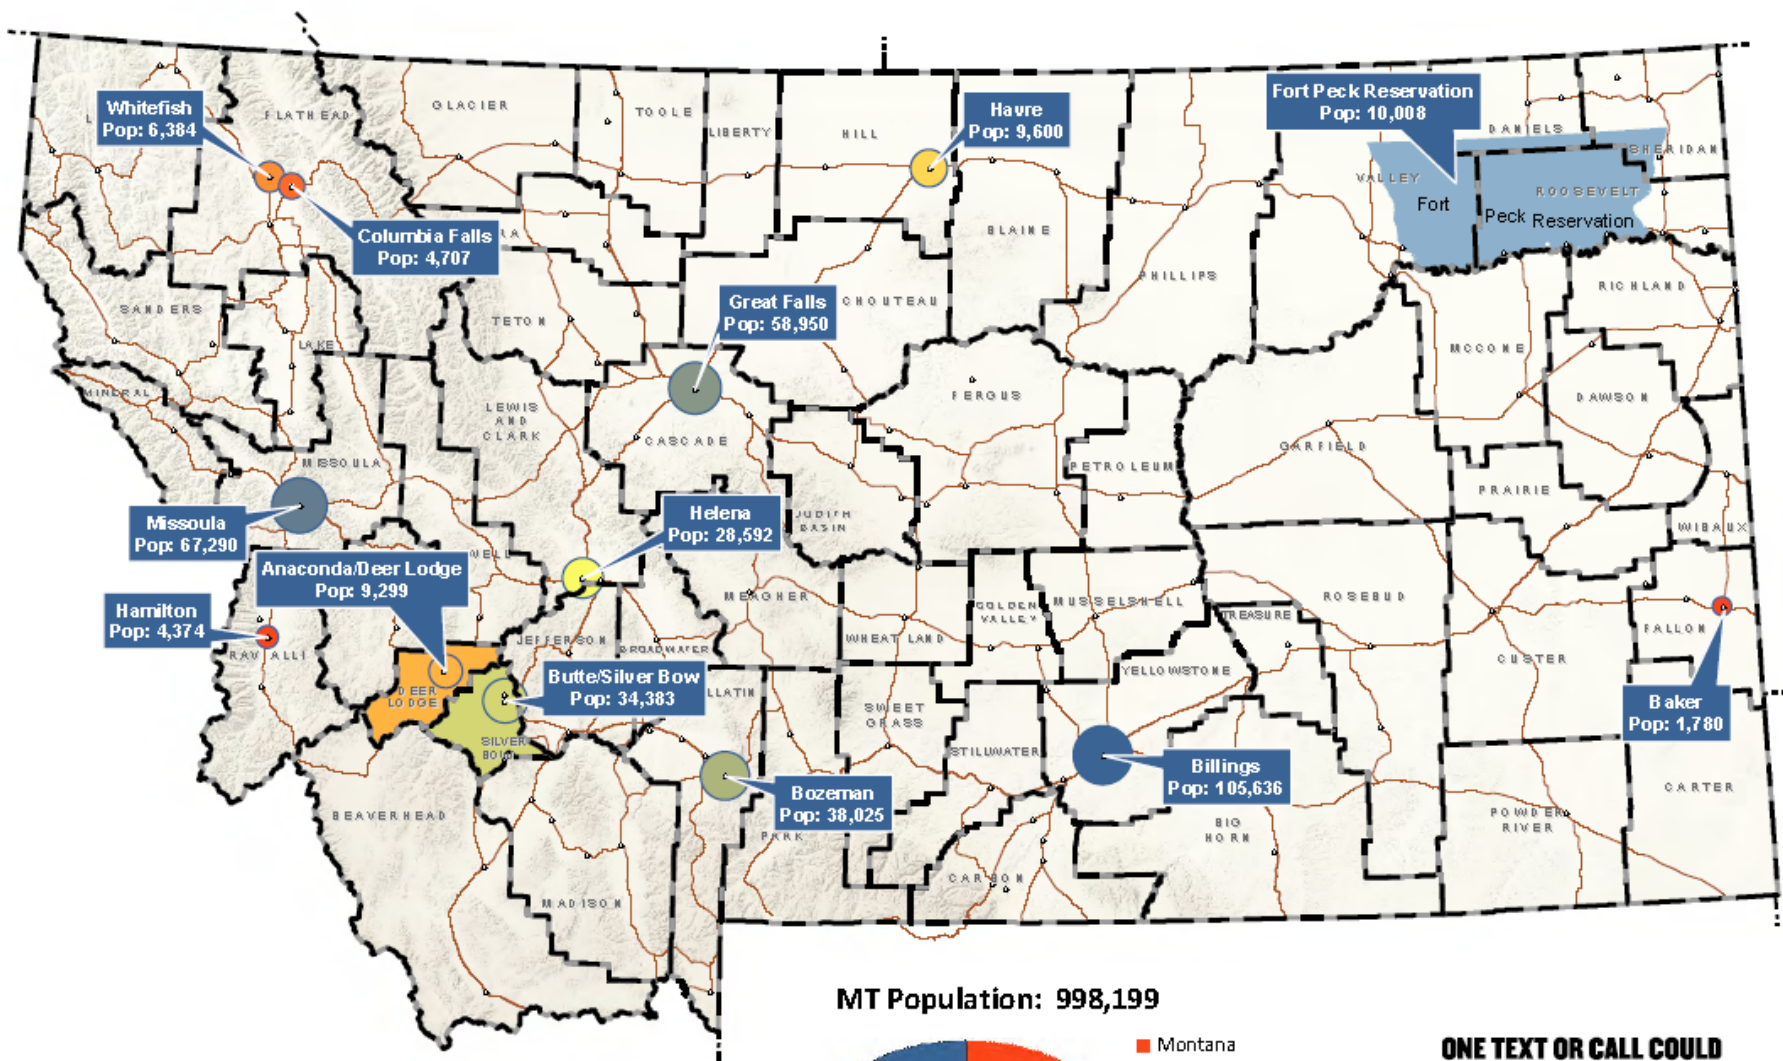 Whitefish
Pop: 6,384
FLATHEAD
GLACIER
TOOLE
LIBERTY
HILL
Havre
Pop: 9,600
Fort Peck Reservation
Pop: 10,008
DANIELS
SHERIDAN
VALLEY
ROOSEVELT
Fort
Peck
Reservation
Columbia Falls
Pop: 4,707
BLAINE
PHILLIPS
RICHLAND
SANDERS
LAKE
TETON
Great Falls
Pop: 58,950
CHOUTEAU
MCCONE
MINERAL
LEWIS
AND
CLARK
CASCADE
FERGUS
PETROLEUM
GARFIELD
DAWSON
PRAIRIE
WIBAUX
MISSOULA
Missoula
Pop: 67,290
Helena
Pop: 28,592
JUDITH
BASIN
Anaconda/Deer Lodge
Pop: 9,299
Hamilton
Pop: 4,374
RAVALLI
JEFFERSON
BROADWATER
MEAGHER
WHEATLAND
GOLDEN
VALLEY
MUSSELSHELL
TREASURE
ROSEBUD
CUSTER
FALLON
Baker
Pop: 1,780
DEER
LODGE
Butte/Silver Bow
Pop: 34,383
SILVER
BOW
LLATIN
SWEET
GRASS
STILLWATER
YELLOWSTONE
Billings
Pop: 105,636
Bozeman
Pop: 38,025
PARK
BEAVERHEAD
MADISON
CARBON
BIG
HORN
POWDER
RIVER
CARTER
MT Population: 998,199
Montana
ONE TEXT OR CALL COULD